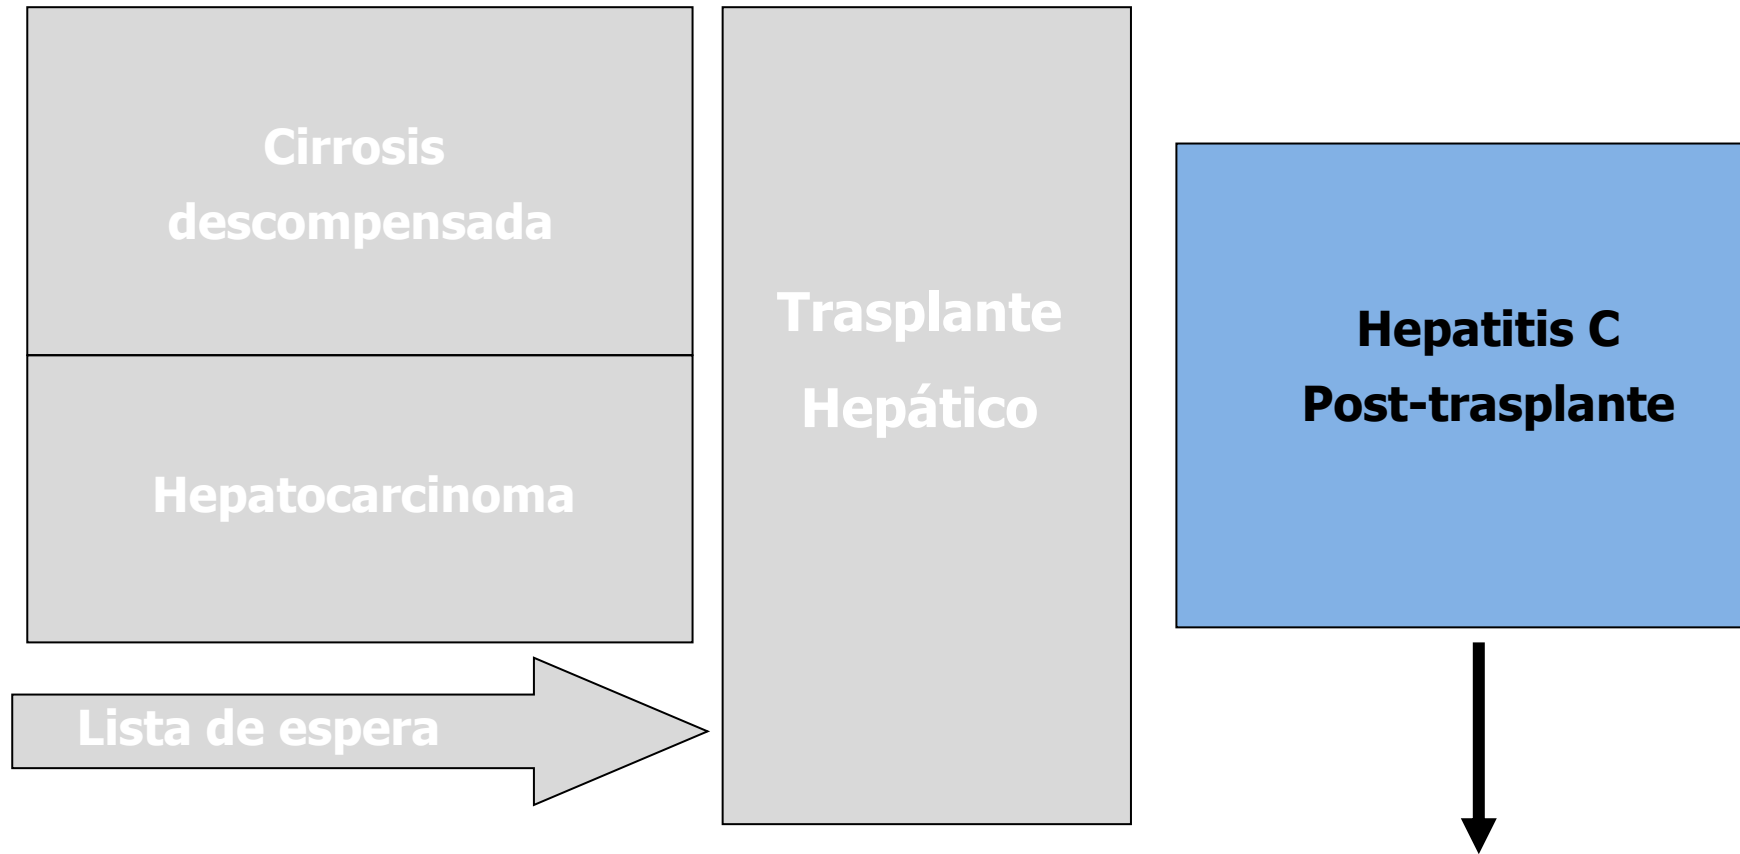 Cirrosis
descompensada
Hepatocarcinoma
Lista de espera
Trasplante
Hepático
Hepatitis C
Post-trasplante